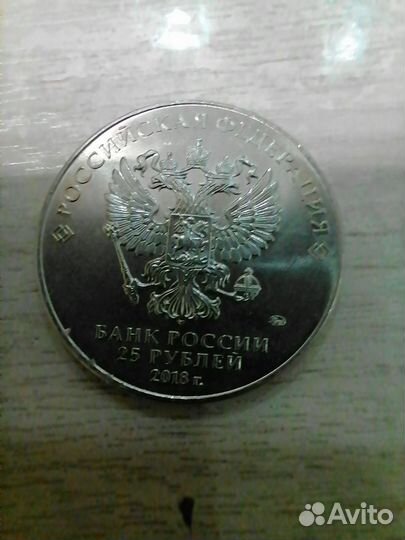 РОССИЙСКАЯ ФЕДЕРАЦИЯ
БАНК РОССИИ
25 РУБЛЕЙ
2018 г.
Avito